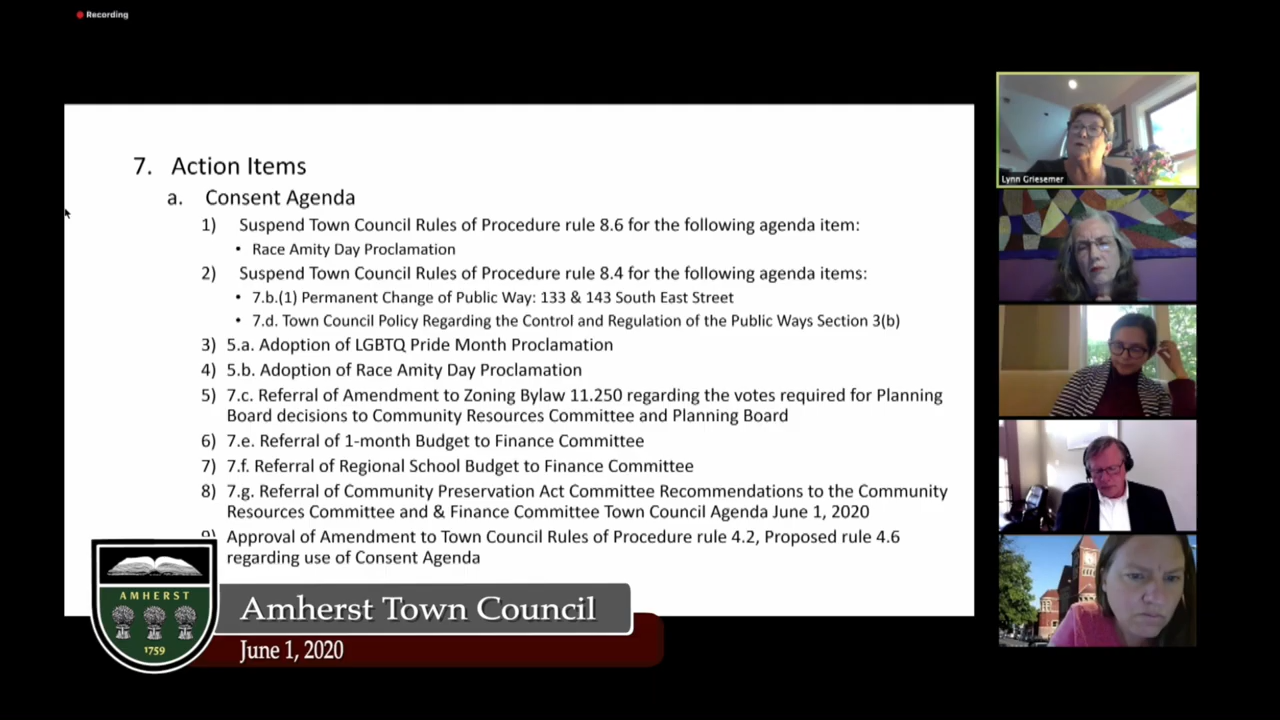 Recording
7. Action Items
a. Consent Agenda
1) Suspend Town Council Rules of Procedure rule 8.6 for the following agenda item:
• Race Amity Day Proclamation
2) Suspend Town Council Rules of Procedure rule 8.4 for the following agenda items:
• 7.b.(1) Permanent Change of Public Way: 133 & 143 South East Street
• 7.d. Town Council Policy Regarding the Control and Regulation of the Public Ways Section 3(b)
3) 5.a. Adoption of LGBTQ Pride Month Proclamation
4) 5.b. Adoption of Race Amity Day Proclamation
5) 7.c. Referral of Amendment to Zoning Bylaw 11.250 regarding the votes required for Planning
Board decisions to Community Resources Committee and Planning Board
6) 7.e. Referral of 1-month Budget to Finance Committee
7) 7.f. Referral of Regional School Budget to Finance Committee
8) 7.g. Referral of Community Preservation Act Committee Recommendations to the Community
Resources Committee and & Finance Committee Town Council Agenda June 1, 2020
9) Approval of Amendment to Town Council Rules of Procedure rule 4.2, Proposed rule 4.6
regarding use of Consent Agenda
AMHERST
1759
Amherst Town Council
June 1, 2020
Lynn Griesemer